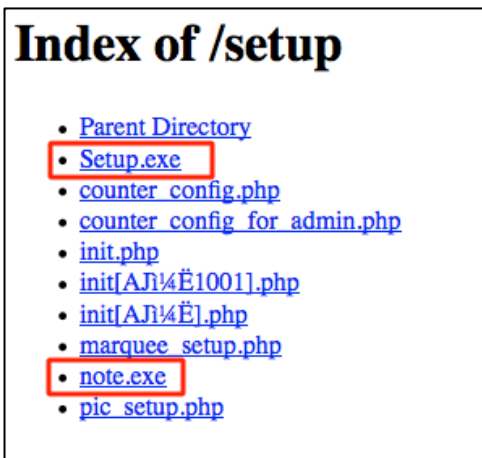 Index of /setup
Parent Directory
Setup.exe
counter_config.php
counter_config_for_admin.php
init.php
init[AJì¼Ë1001].php
init[AJì¼Ë].php
marquee_setup.php
note.exe
pic_setup.php